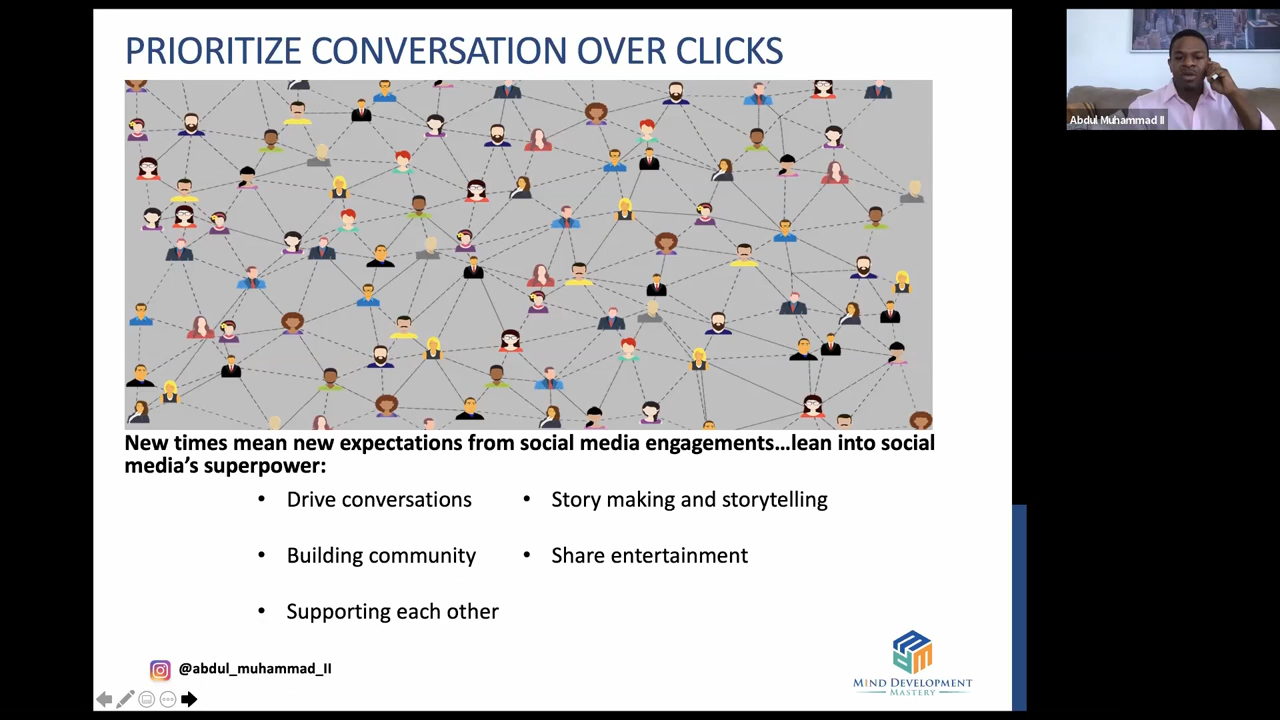 PRIORITIZE CONVERSATION OVER CLICKS
Abdul Muhammad II
New times mean new expectations from social media engagements...lean into social
media's superpower:
• Drive conversations
• Building community
• Supporting each other
• Story making and storytelling
• Share entertainment
@abdul_muhammad_II
MIND DEVELOPMENT
MASTERY